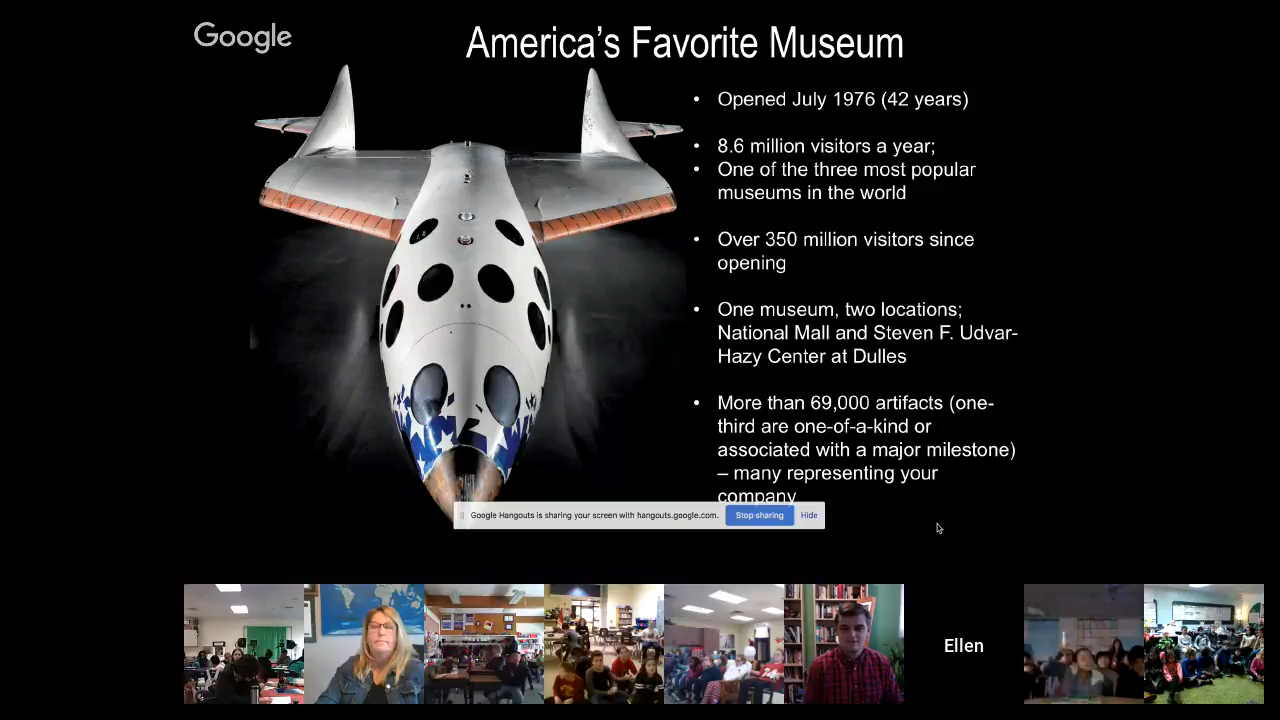 Google
America's Favorite Museum
• Opened July 1976 (42 years)
• 8.6 million visitors a year;
• One of the three most popular
museums in the world
• Over 350 million visitors since
opening
• One museum, two locations;
National Mall and Steven F. Udvar-
Hazy Center at Dulles
• More than 69,000 artifacts (one-
third are one-of-a-kind or
associated with a major milestone)
– many representing your
company
Google Hangouts is sharing your screen with hangouts.google.com. Stop sharing Hide
Ellen